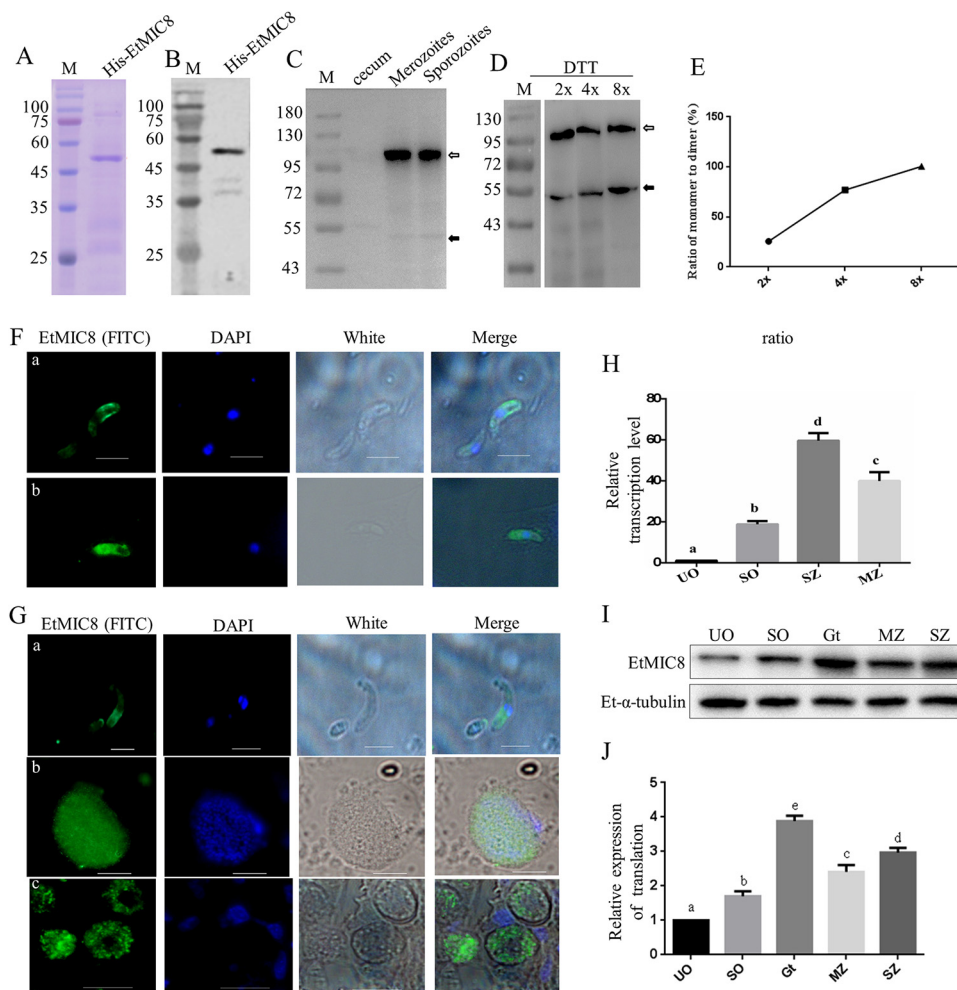 A
His-EtMIC8
M
100
75
60
45
35
25
B
His-EtMIC8
M
100
75
60
45
35
25
C
M
cecum
Merozoites
Sporozoites
180
130
95
72
55
43
D
DTT
M 2x 4x 8x
130
95
72
55
43
E
Ratio of monomer to dimer (%)
150
100
50
0
2x
4x
8x
ratio
F
EtMIC8 (FITC) DAPI White Merge
a
b
G
EtMIC8 (FITC) DAPI White Merge
a
b
c
H
Relative
transcription level
80
60
40
20
0
a
b
d
c
UO
SO
SZ
MZ
I
UO SO Gt MZ SZ
EtMIC8
Et-α-tubulin
J
Relative expression
of translation
5
4
3
2
1
0
a
b
e
c
d
UO
SO
Gt
MZ
SZ